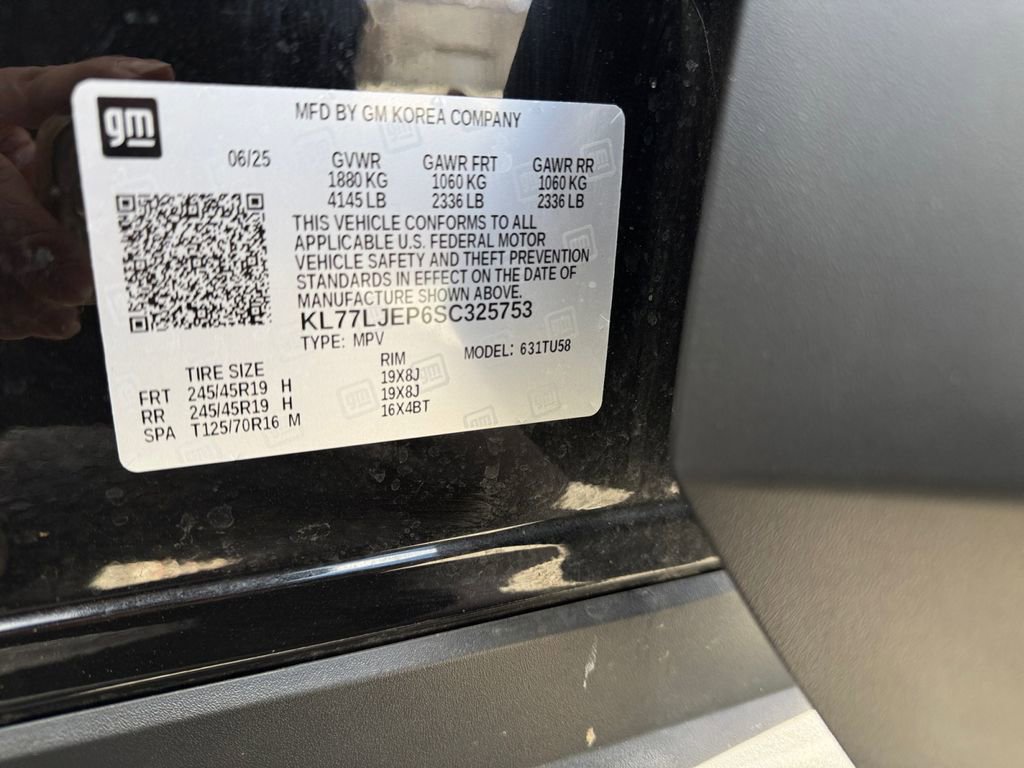 gm
MFD BY GM KOREA COMPANY
06/25 GVWR GAWR FRT GAWR RR
1880 KG 1060 KG 1060 KG
4145 LB 2336 LB 2336 LB
THIS VEHICLE CONFORMS TO ALL
APPLICABLE U.S. FEDERAL MOTOR
VEHICLE SAFETY AND THEFT PREVENTION
STANDARDS IN EFFECT ON THE DATE OF
MANUFACTURE SHOWN ABOVE.
KL77LJEP6SC325753
TYPE: MPV MODEL: 631TU58
TIRE SIZE RIM
FRT 245/45R19 H 19X8J
RR 245/45R19 H 19X8J
SPA T125/70R16 M 16X4BT